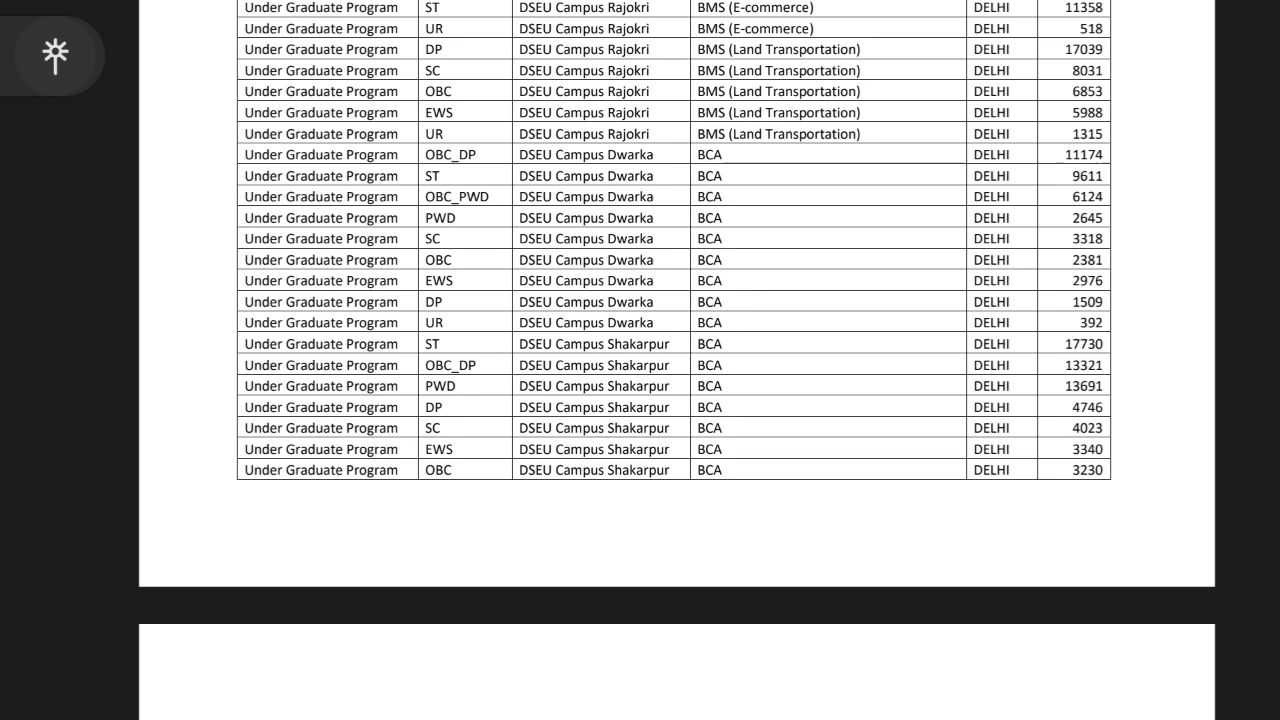 Under Graduate Program ST DSEU Campus Rajokri BMS (E-commerce) DELHI 11358
Under Graduate Program UR DSEU Campus Rajokri BMS (E-commerce) DELHI 518
Under Graduate Program DP DSEU Campus Rajokri BMS (Land Transportation) DELHI 17039
Under Graduate Program SC DSEU Campus Rajokri BMS (Land Transportation) DELHI 8031
Under Graduate Program OBC DSEU Campus Rajokri BMS (Land Transportation) DELHI 6853
Under Graduate Program EWS DSEU Campus Rajokri BMS (Land Transportation) DELHI 5988
Under Graduate Program UR DSEU Campus Rajokri BMS (Land Transportation) DELHI 1315
Under Graduate Program OBC_DP DSEU Campus Dwarka BCA DELHI 11174
Under Graduate Program ST DSEU Campus Dwarka BCA DELHI 9611
Under Graduate Program OBC_PWD DSEU Campus Dwarka BCA DELHI 6124
Under Graduate Program PWD DSEU Campus Dwarka BCA DELHI 2645
Under Graduate Program SC DSEU Campus Dwarka BCA DELHI 3318
Under Graduate Program OBC DSEU Campus Dwarka BCA DELHI 2381
Under Graduate Program EWS DSEU Campus Dwarka BCA DELHI 2976
Under Graduate Program DP DSEU Campus Dwarka BCA DELHI 1509
Under Graduate Program UR DSEU Campus Dwarka BCA DELHI 392
Under Graduate Program ST DSEU Campus Shakarpur BCA DELHI 17730
Under Graduate Program OBC_DP DSEU Campus Shakarpur BCA DELHI 13321
Under Graduate Program PWD DSEU Campus Shakarpur BCA DELHI 13691
Under Graduate Program DP DSEU Campus Shakarpur BCA DELHI 4746
Under Graduate Program SC DSEU Campus Shakarpur BCA DELHI 4023
Under Graduate Program EWS DSEU Campus Shakarpur BCA DELHI 3340
Under Graduate Program OBC DSEU Campus Shakarpur BCA DELHI 3230